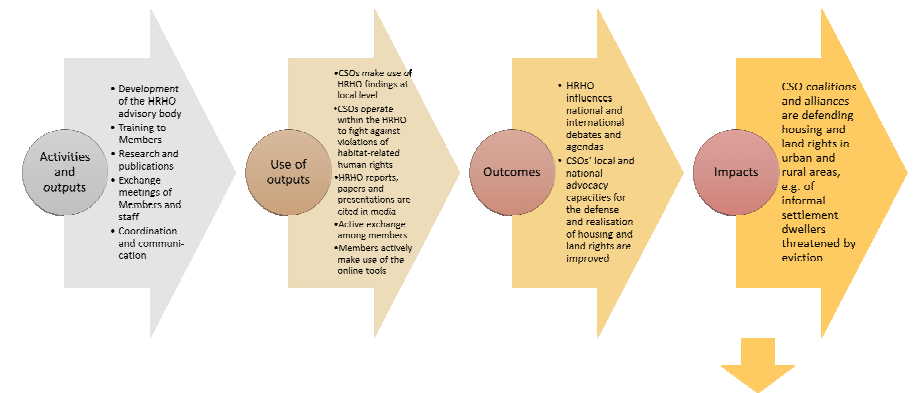 Activities
and
outputs
• Development
of the HRHO
advisory body
• Training to
Members
• Research and
publications
• Exchange
meetings of
Members and
staff
• Coordination
and communi-
cation
Use of
outputs
•CSOs make use of
HRHO findings at
local level
•CSOs operate
within the HRHO
to fight against
violations of
habitat-related
human rights
•HRHO reports,
papers and
presentations are
cited in media
•Active exchange
among members
•Members actively
make use of the
online tools
Outcomes
• HRHO
influences
national and
international
debates and
agendas
• CSOs’ local and
national
advocacy
capacities for
the defense
and realisation
of housing and
land rights are
improved
Impacts
CSO coalitions
and alliances
are defending
housing and
land rights in
urban and
rural areas,
e.g. of
informal
settlement
dwellers
threatened by
eviction